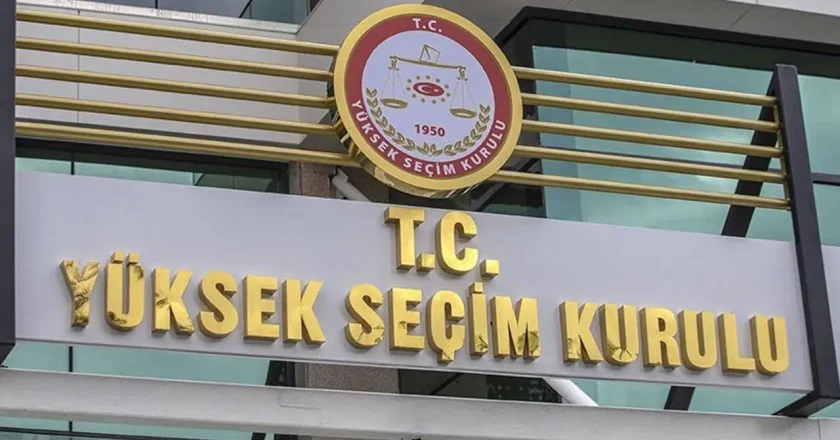 T.C.
1950
YÜKSEK SEÇİM KURULU
T.C.
YÜKSEK SEÇİM KURULU